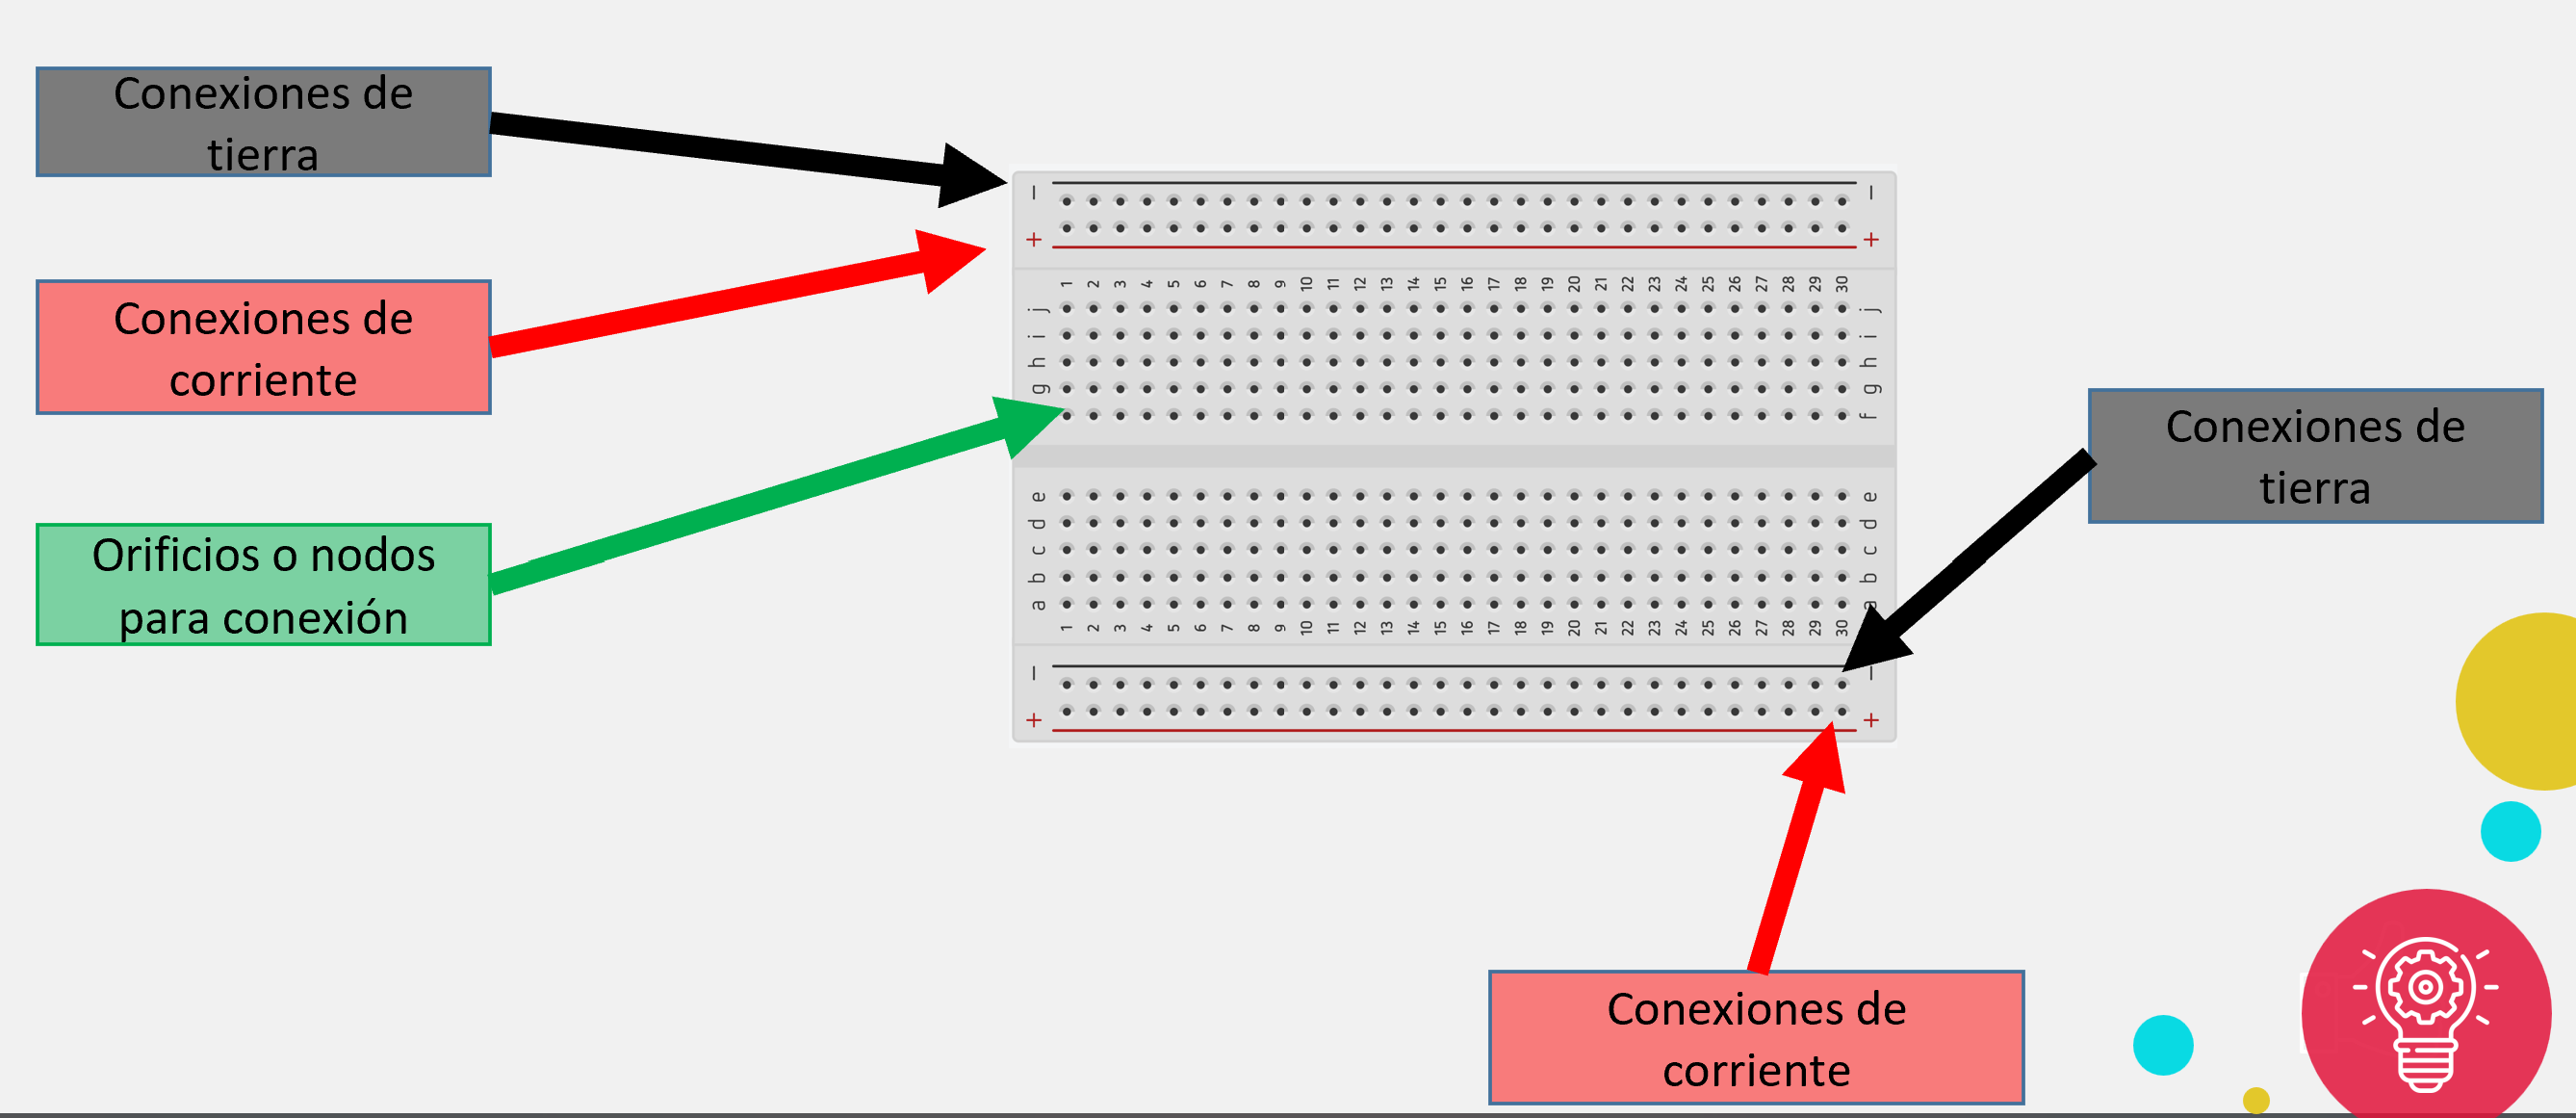 Conexiones de
tierra
Conexiones de
corriente
Orificios o nodos
para conexión
− −
+ +
1 2 3 4 5 6 7 8 9 10 11 12 13 14 15 16 17 18 19 20 21 22 23 24 25 26 27 28 29 30
j j
i i
h h
g g
f
e e
d d
c c
b b
a a
1 2 3 4 5 6 7 8 9 10 11 12 13 14 15 16 17 18 19 20 21 22 23 24 25 26 27 28 29 30
− −
+ +
Conexiones de
tierra
Conexiones de
corriente